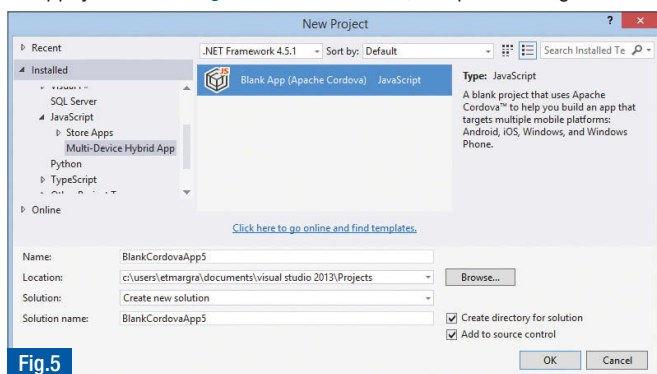 New Project
? ×
Recent
.NET Framework 4.5.1 Sort by: Default Search Installed Te
Installed
SQL Server
JavaScript
Store Apps
Multi-Device Hybrid App
Python
TypeScript
Online
JS Blank App (Apache Cordova) JavaScript
Type: JavaScript
A blank project that uses Apache
Cordova™ to help you build an app that
targets multiple mobile platforms:
Android, iOS, Windows, and Windows
Phone.
Click here to go online and find templates.
Name: BlankCordovaApp5
Location: c:\users\etmargra\documents\visual studio 2013\Projects Browse...
Solution: Create new solution
Solution name: BlankCordovaApp5
Create directory for solution
Add to source control
OK Cancel
Fig.5